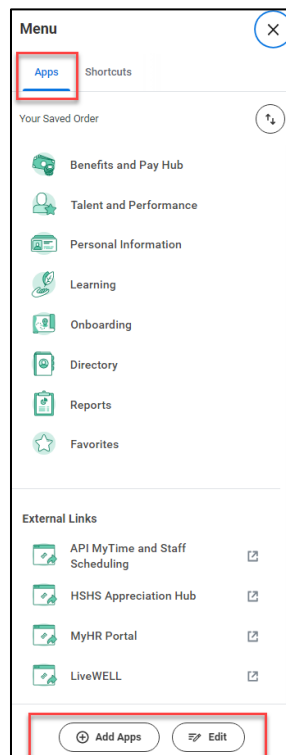 Menu
Apps
Shortcuts
Your Saved Order
Benefits and Pay Hub
Talent and Performance
Personal Information
Learning
Onboarding
Directory
Reports
Favorites
External Links
API MyTime and Staff
Scheduling
HSHS Appreciation Hub
MyHR Portal
LiveWELL
Add Apps
Edit